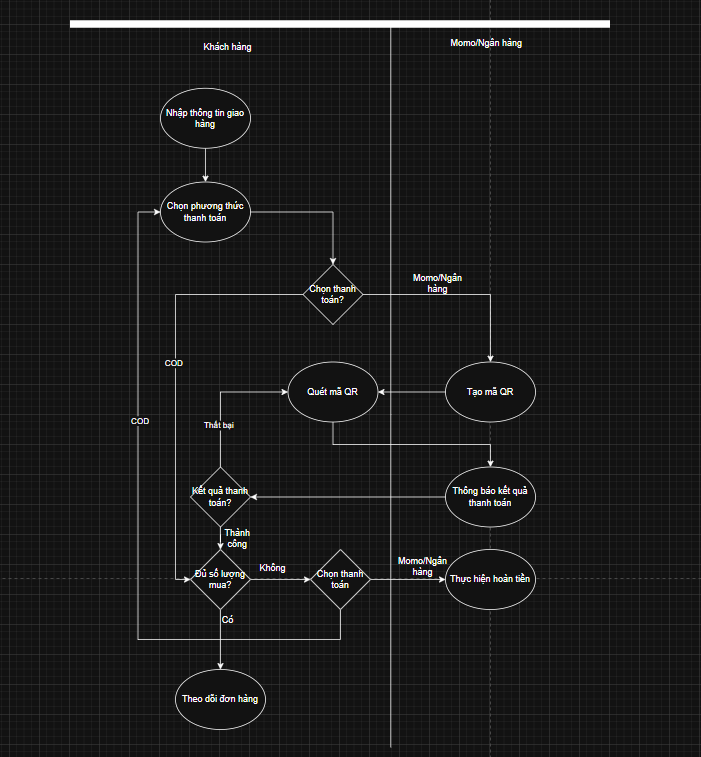 Khách hàng
Momo/Ngân hàng
Nhập thông tin giao
hàng
Chọn phương thức
thanh toán
Chọn thanh
toán?
Momo/Ngân
hàng
COD
Quét mã QR
Tạo mã QR
COD
Thất bại
Kết quả thanh
toán?
Thông báo kết quả
thanh toán
Thành
công
Đủ số lượng
mua?
Không
Chọn thanh
toán
Momo/Ngân
hàng
Thực hiện hoàn tiền
Có
Theo dõi đơn hàng